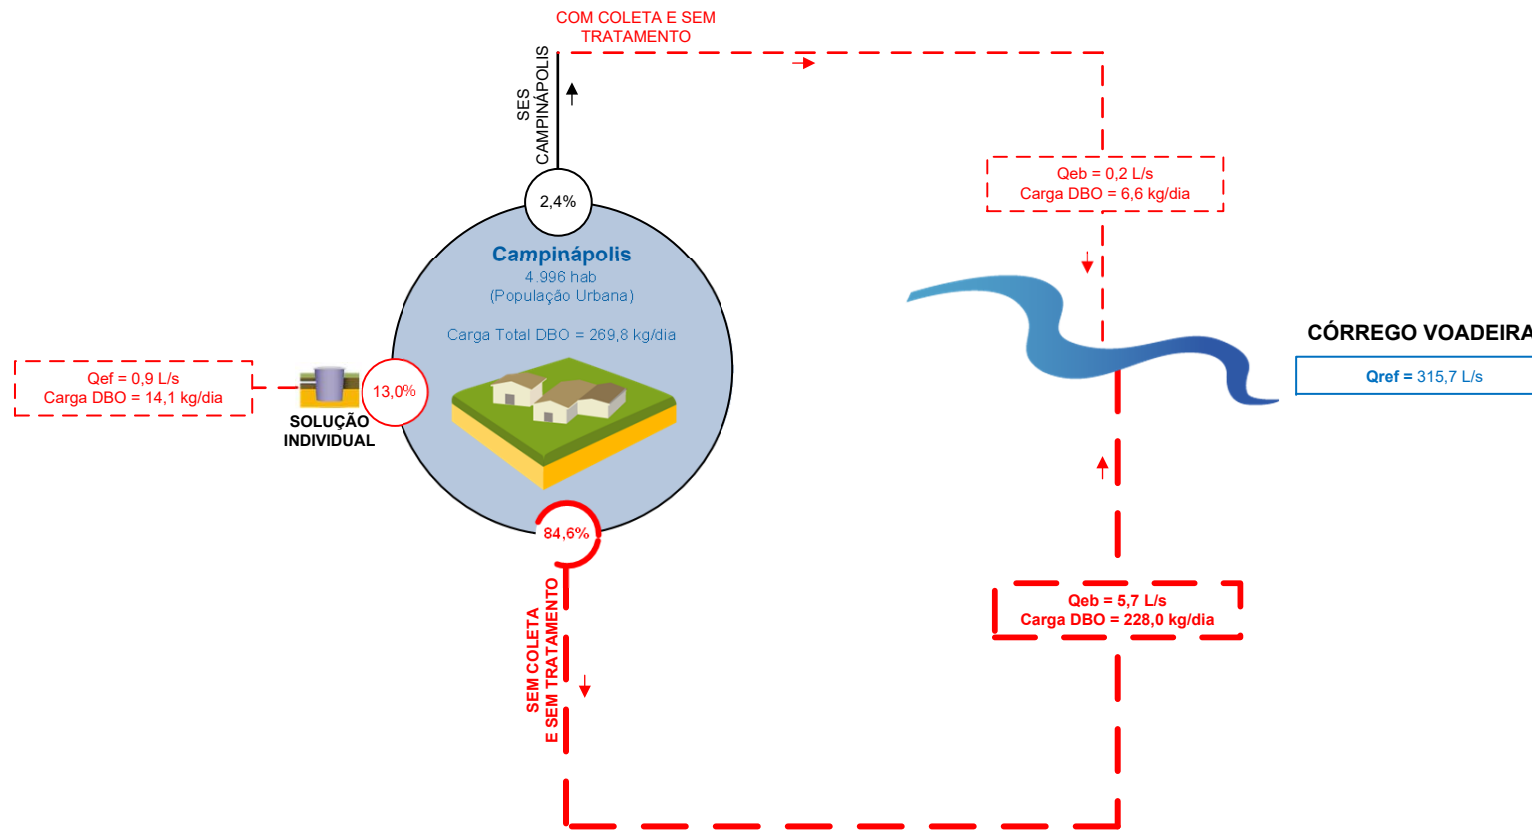 COM COLETA E SEM
TRATAMENTO
SES
CAMPINÁPOLIS
2,4%
Qeb = 0,2 L/s
Carga DBO = 6,6 kg/dia
Campinápolis
4.996 hab
(População Urbana)
Carga Total DBO = 269,8 kg/dia
CÓRREGO VOADEIRA
Qref = 315,7 L/s
Qef = 0,9 L/s
Carga DBO = 14,1 kg/dia
13,0%
SOLUÇÃO
INDIVIDUAL
84,6%
SEM COLETA
E SEM TRATAMENTO
Qeb = 5,7 L/s
Carga DBO = 228,0 kg/dia